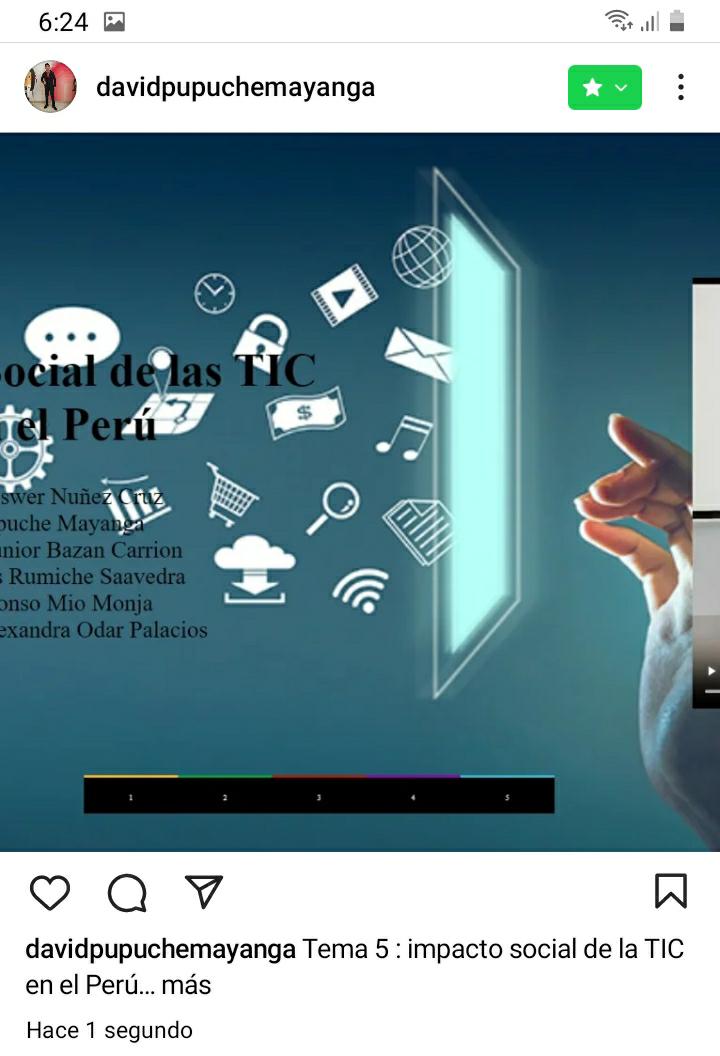 6:24
davidpupuchemayanga
ocial de las TIC
el Perú
swer Nuñez Cruz
puche Mayanga
unior Bazan Carrion
s Rumiche Saavedra
onso Mio Monja
exandra Odar Palacios
$
1 2 3 4 5
davidpupuchemayanga Tema 5 : impacto social de la TIC
en el Perú... más
Hace 1 segundo